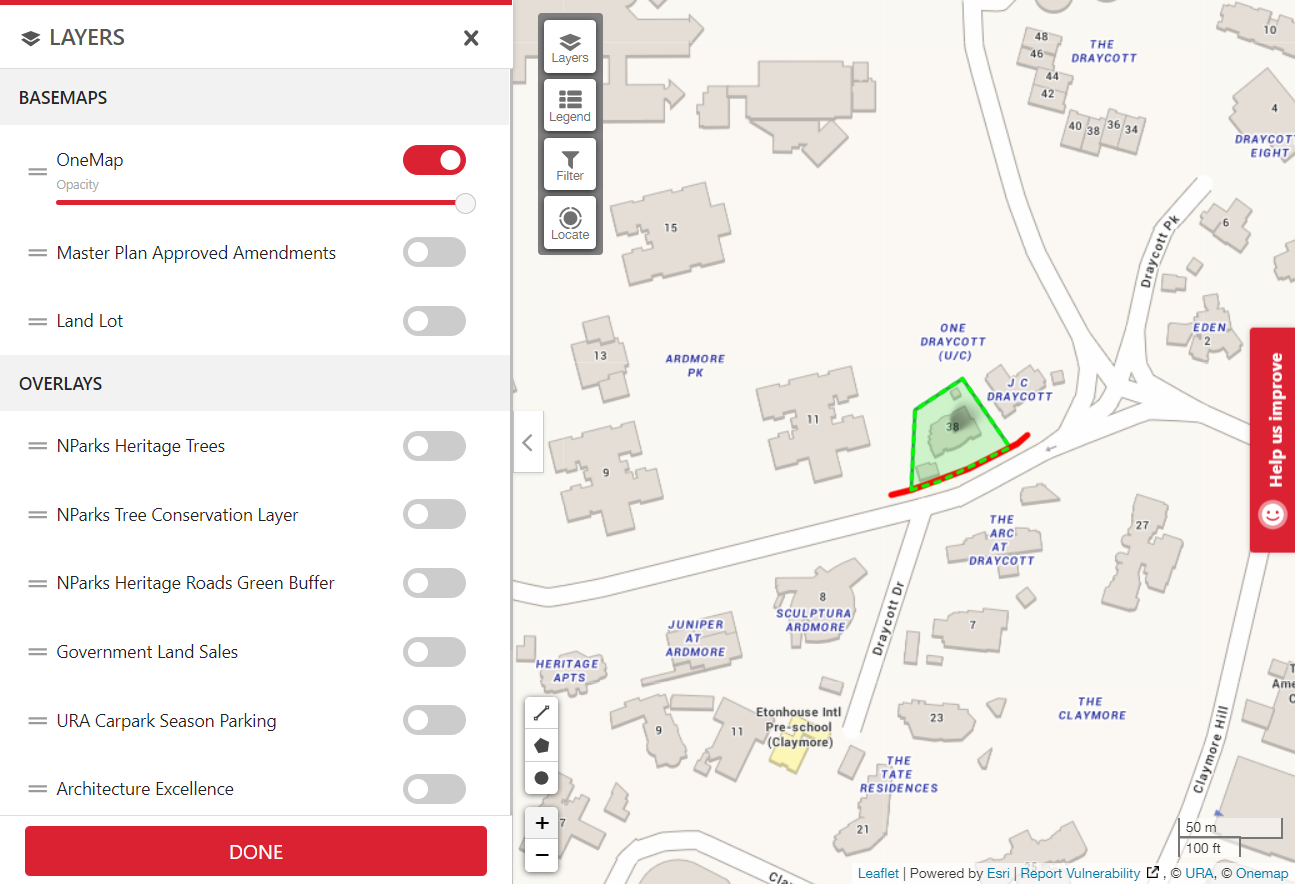 LAYERS
BASEMAPS
OneMap
Opacity
Master Plan Approved Amendments
Land Lot
OVERLAYS
NParks Heritage Trees
NParks Tree Conservation Layer
NParks Heritage Roads Green Buffer
Government Land Sales
URA Carpark Season Parking
Architecture Excellence
DONE
Layers
Legend
Filter
Locate
48
46
44
42
THE
DRAYCOTT
40
38
36
34
10
4
DRAYCOT
EIGHT
15
Draycott Pk
6
EDEN
2
13
ARDMORE
PK
ONE
DRAYCOTT
(U/C)
J C
DRAYCOTT
11
38
9
Help us improve
THE
ARC
AT
DRAYCOTT
27
8
SCULPTURA
ARDMORE
JUNIPER
AT
ARDMORE
HERITAGE
APTS
Draycott Dr
7
THE
CLAYMORE
T
Ame
C
9
11
Etonhouse Intl
Pre-school
(Claymore)
23
THE
TATE
RESIDENCES
Claymore Hill
7
21
25
+
−
50 m
100 ft
Cla
Leaflet | Powered by Esri | Report Vulnerability , © URA, © Onemap